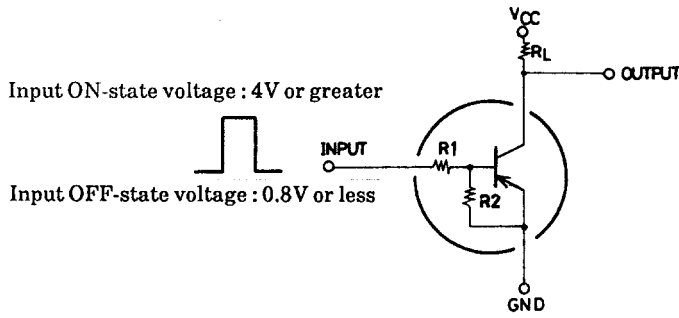 VCC
RL
OUTPUT
Input ON-state voltage : 4V or greater
INPUT
R1
Input OFF-state voltage : 0.8V or less
R2
GND